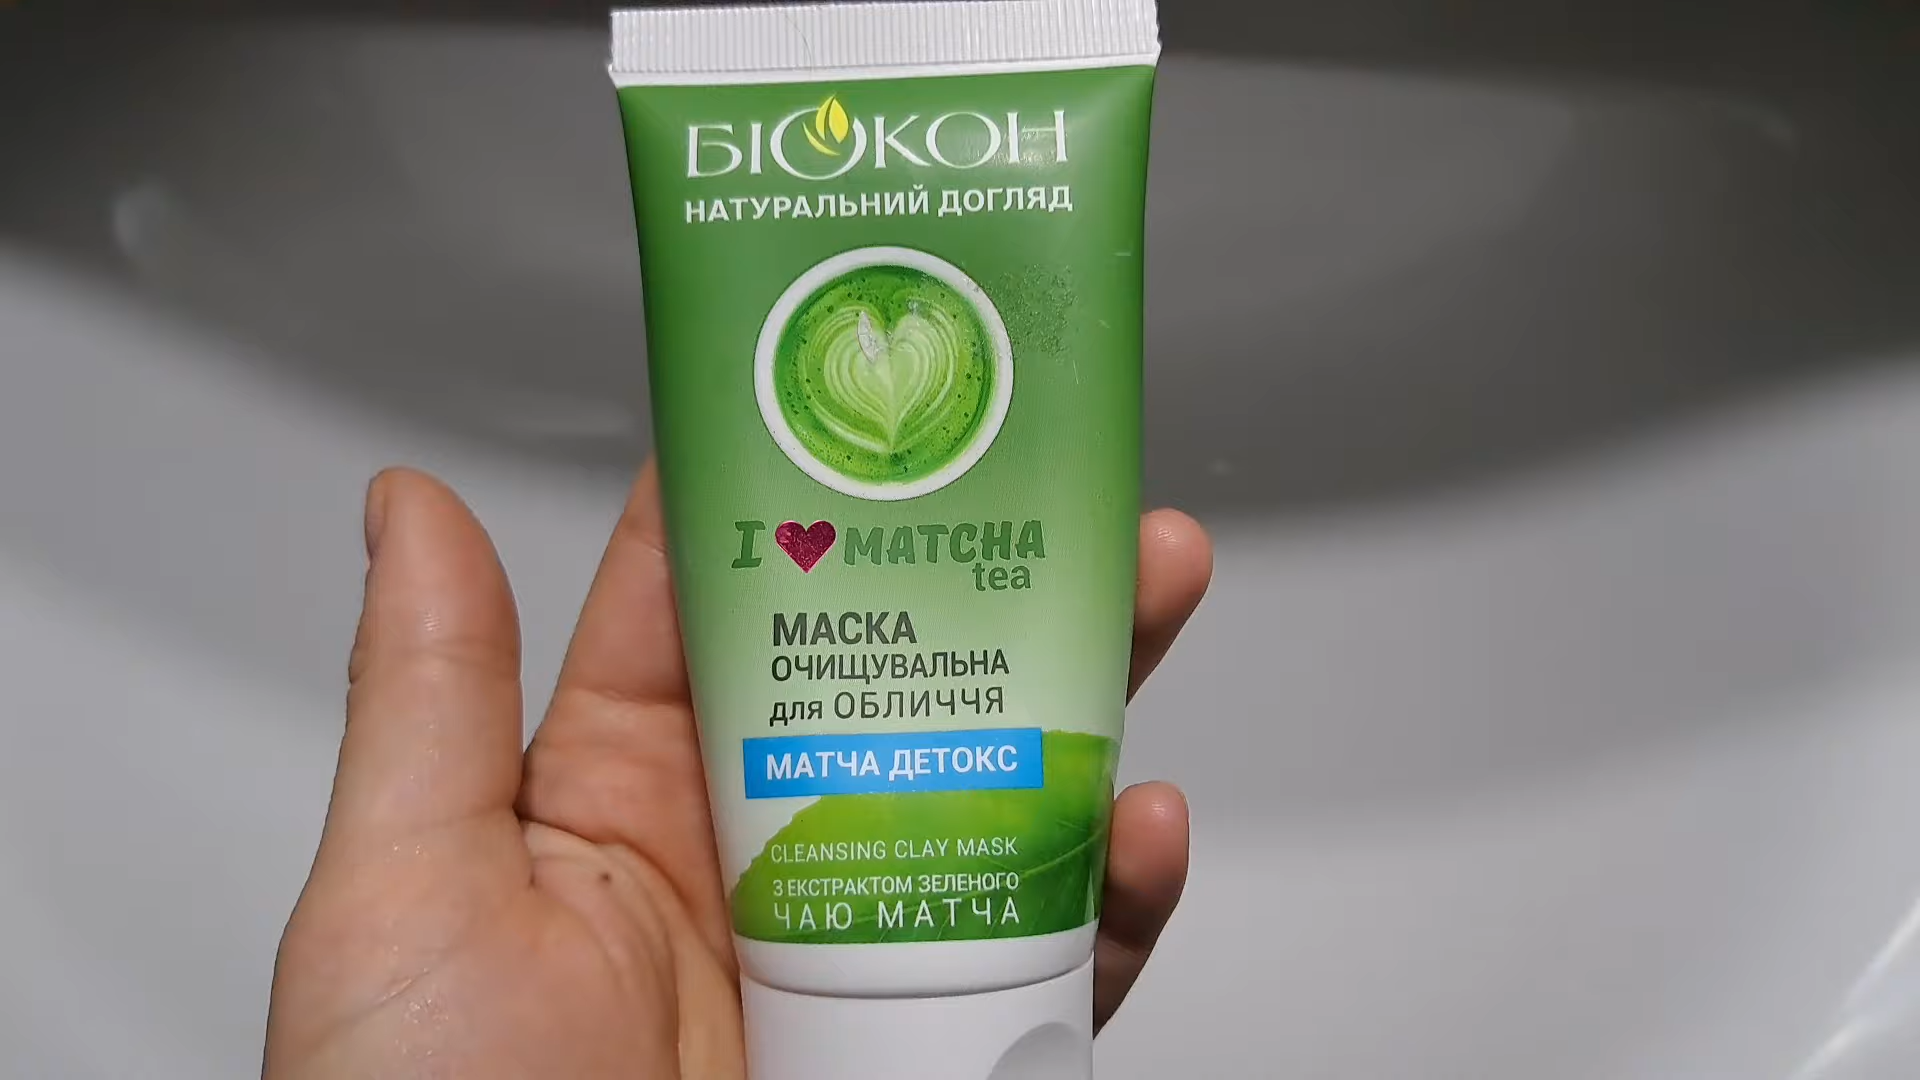 БІОКОН
НАТУРАЛЬНИЙ ДОГЛЯД
I ❤ MATCHA
tea
МАСКА
ОЧИЩУВАЛЬНА
для ОБЛИЧЧЯ
МАТЧА ДЕТОКС
CLEANSING CLAY MASK
З ЕКСТРАКТОМ ЗЕЛЕНОГО
ЧАЮ МАТЧА